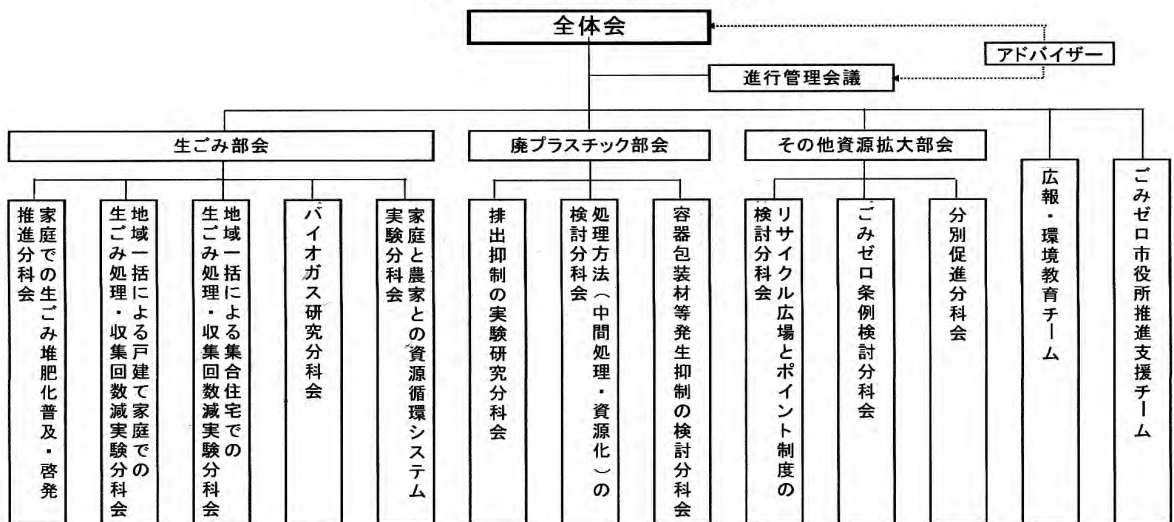 全体会
アドバイザー
進行管理会議
生ごみ部会
廃プラスチック部会
その他資源拡大部会
家庭での生ごみ堆肥化普及・啓発
推進分科会
地域一括による戸建て家庭での
生ごみ処理・収集回数減実験分科会
地域一括による集合住宅での
生ごみ処理・収集回数減実験分科会
バイオガス研究分科会
家庭と農家との資源循環システム
実験分科会
排出抑制の実験研究分科会
処理方法（中間処理・資源化）の
検討分科会
容器包装材等発生抑制の検討分科会
リサイクル広場とポイント制度の
検討分科会
ごみゼロ条例検討分科会
分別促進分科会
広報・環境教育チーム
ごみゼロ市役所推進支援チーム